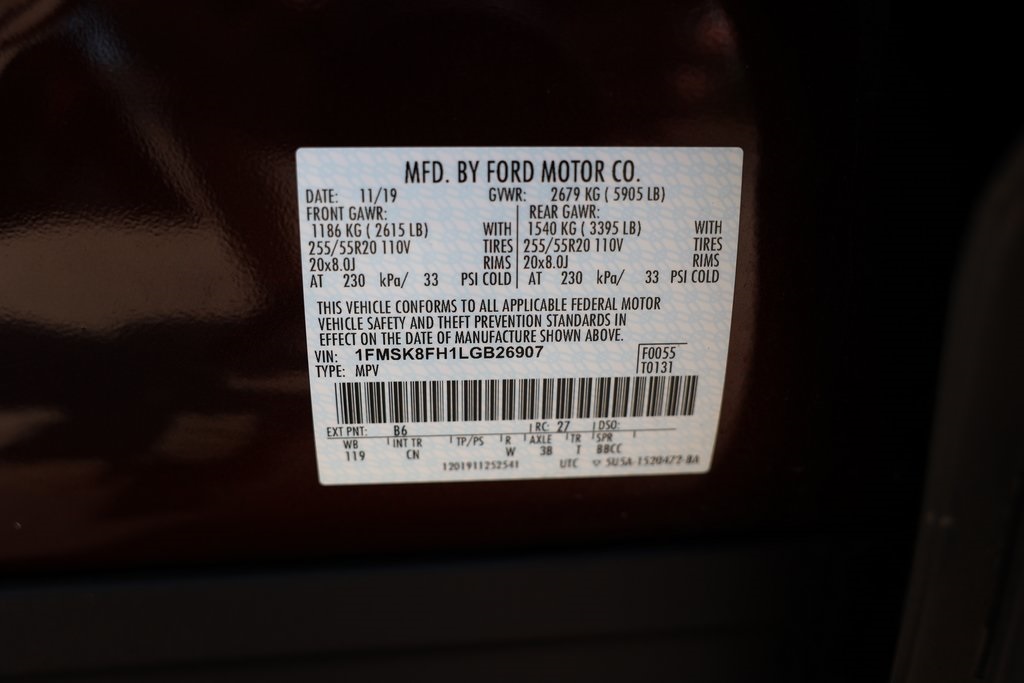 MFD. BY FORD MOTOR CO.
DATE: 11/19 GVWR: 2679 KG ( 5905 LB)
FRONT GAWR: REAR GAWR:
1186 KG ( 2615 LB) WITH 1540 KG ( 3395 LB) WITH
255/55R20 110V TIRES 255/55R20 110V TIRES
20x8.0J RIMS 20x8.0J RIMS
AT 230 kPa/ 33 PSI COLD AT 230 kPa/ 33 PSI COLD
THIS VEHICLE CONFORMS TO ALL APPLICABLE FEDERAL MOTOR
VEHICLE SAFETY AND THEFT PREVENTION STANDARDS IN
EFFECT ON THE DATE OF MANUFACTURE SHOWN ABOVE.
VIN: 1FMSK8FH1LGB26907 F0055
TYPE: MPV T0131
EXT PNT: B6 RC: 27 DSO:
WB INT TR TP/PS R AXLE TR SPR
119 CN W 3B T BBCC
1201911252541 UTC SU5A-1520472-BA